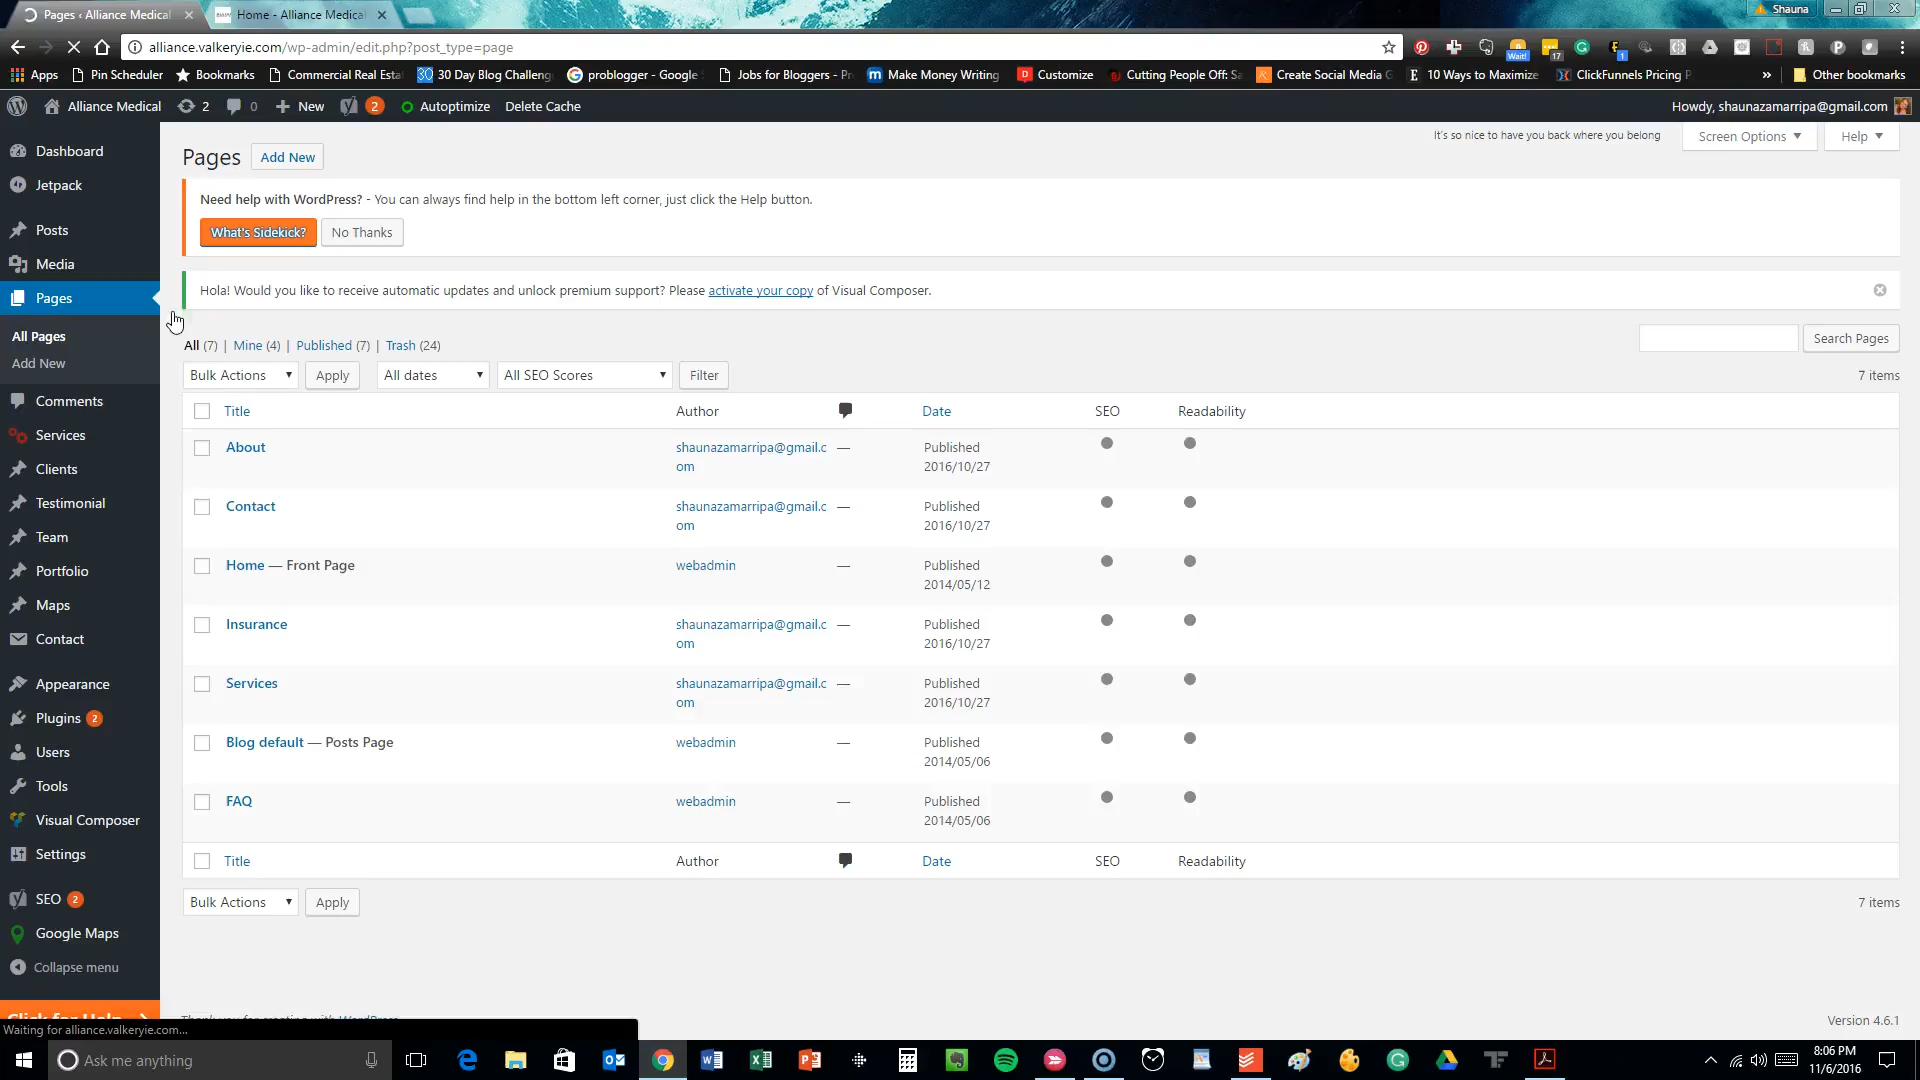 Pages ‹ Alliance Medical
Home - Alliance Medical
Shauna
alliance.valkeryie.com/wp-admin/edit.php?post_type=page
Wait!
17
1
Apps
Pin Scheduler
Bookmarks
Commercial Real Esta
30 Day Blog Challeng
problogger - Google
Jobs for Bloggers - Pr
Make Money Writing
Customize
Cutting People Off: Sa
Create Social Media G
10 Ways to Maximize
ClickFunnels Pricing P
»
Other bookmarks
Alliance Medical
2
0
New
2
Autoptimize
Delete Cache
Howdy, shaunazamarripa@gmail.com
Dashboard
Jetpack
Posts
Media
Pages
All Pages
Add New
Comments
Services
Clients
Testimonial
Team
Portfolio
Maps
Contact
Appearance
Plugins 2
Users
Tools
Visual Composer
Settings
SEO 2
Google Maps
Collapse menu
Click for Help
It's so nice to have you back where you belong
Screen Options
Help
Pages Add New
Need help with WordPress? - You can always find help in the bottom left corner, just click the Help button.
What's Sidekick? No Thanks
Hola! Would you like to receive automatic updates and unlock premium support? Please activate your copy of Visual Composer.
All (7) | Mine (4) | Published (7) | Trash (24)
Search Pages
Bulk Actions Apply All dates All SEO Scores Filter 7 items
Title Author Date SEO Readability
About shaunazamarripa@gmail.c — Published
om 2016/10/27
Contact shaunazamarripa@gmail.c — Published
om 2016/10/27
Home — Front Page webadmin — Published
2014/05/12
Insurance shaunazamarripa@gmail.c — Published
om 2016/10/27
Services shaunazamarripa@gmail.c — Published
om 2016/10/27
Blog default — Posts Page webadmin — Published
2014/05/06
FAQ webadmin — Published
2014/05/06
Title Author Date SEO Readability
Bulk Actions Apply 7 items
Thank you for creating with WordPress
Version 4.6.1
Waiting for alliance.valkeryie.com...
Ask me anything
8:06 PM
11/6/2016